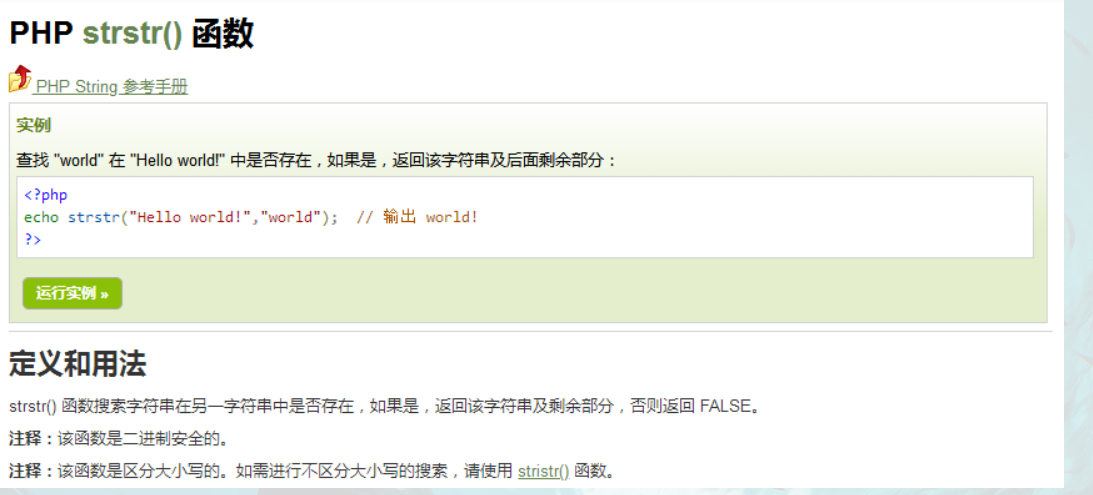 PHP strstr() 函数
PHP String 参考手册
实例
查找 "world" 在 "Hello world!" 中是否存在，如果是，返回该字符串及后面剩余部分：
<?php
echo strstr("Hello world!","world");  // 输出 world!
?>
运行实例 »
定义和用法
strstr() 函数搜索字符串在另一字符串中是否存在，如果是，返回该字符串及剩余部分，否则返回 FALSE。
注释：该函数是二进制安全的。
注释：该函数是区分大小写的。如需进行不区分大小写的搜索，请使用 stristr() 函数。